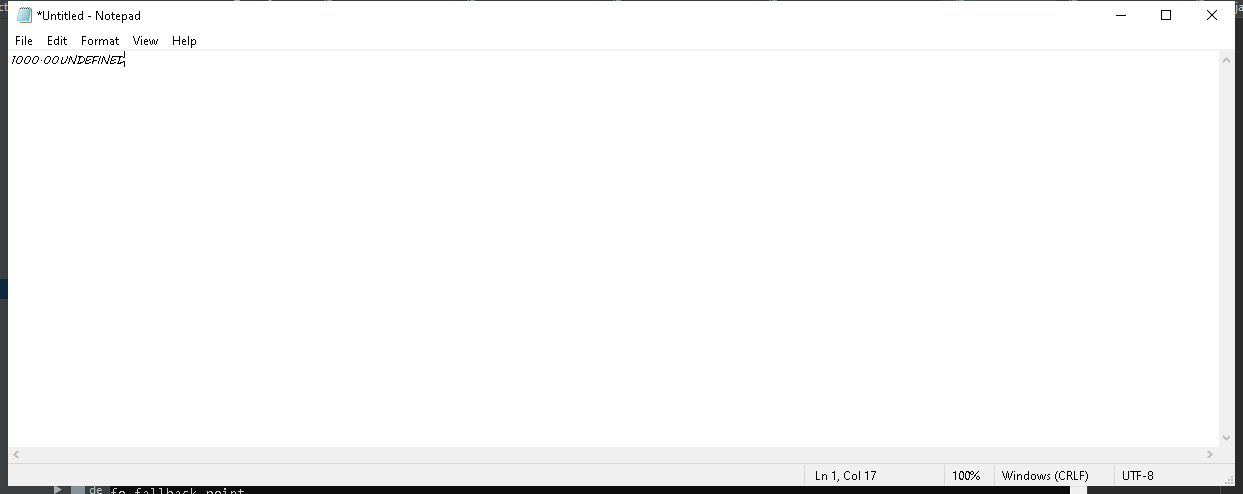 *Untitled - Notepad
File Edit Format View Help
1000.00UNDEFINED
Ln 1, Col 17 100% Windows (CRLF) UTF-8
de fo fallback point